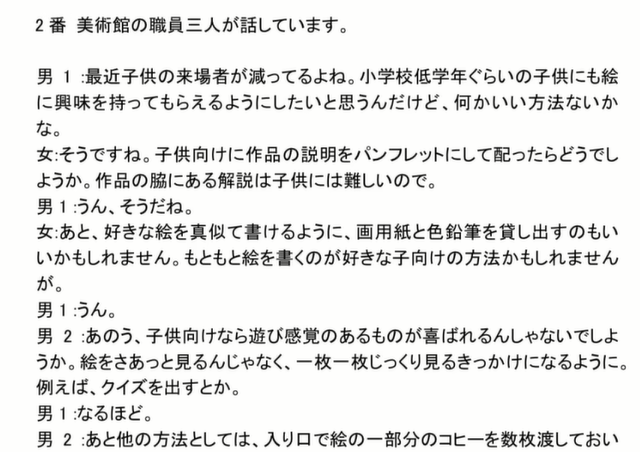 2番 美術館の職員三人が話しています。
男 1 :最近子供の来場者が減ってるよね。小学校低学年ぐらいの子供にも絵
に興味を持ってもらえるようにしたいと思うんだけど、何かいい方法ないか
な。
女:そうですね。子供向けに作品の説明をパンフレットにして配ったらどうでし
ょうか。作品の脇にある解説は子供には難しいので。
男1:うん、そうだね。
女:あと、好きな絵を真似て書けるように、画用紙と色鉛筆を貸し出すのもい
いかもしれません。もともと絵を書くのが好きな子向けの方法かもしれません
が。
男1:うん。
男 2 :あのう、子供向けなら遊び感覚のあるものが喜ばれるんしゃないでしょ
うか。絵をさあっと見るんじゃなく、一枚一枚じっくり見るきっかけになるように。
例えば、クイズを出すとか。
男1:なるほど。
男 2 :あと他の方法としては、入り口で絵の一部分のコヒーを数枚渡しておい